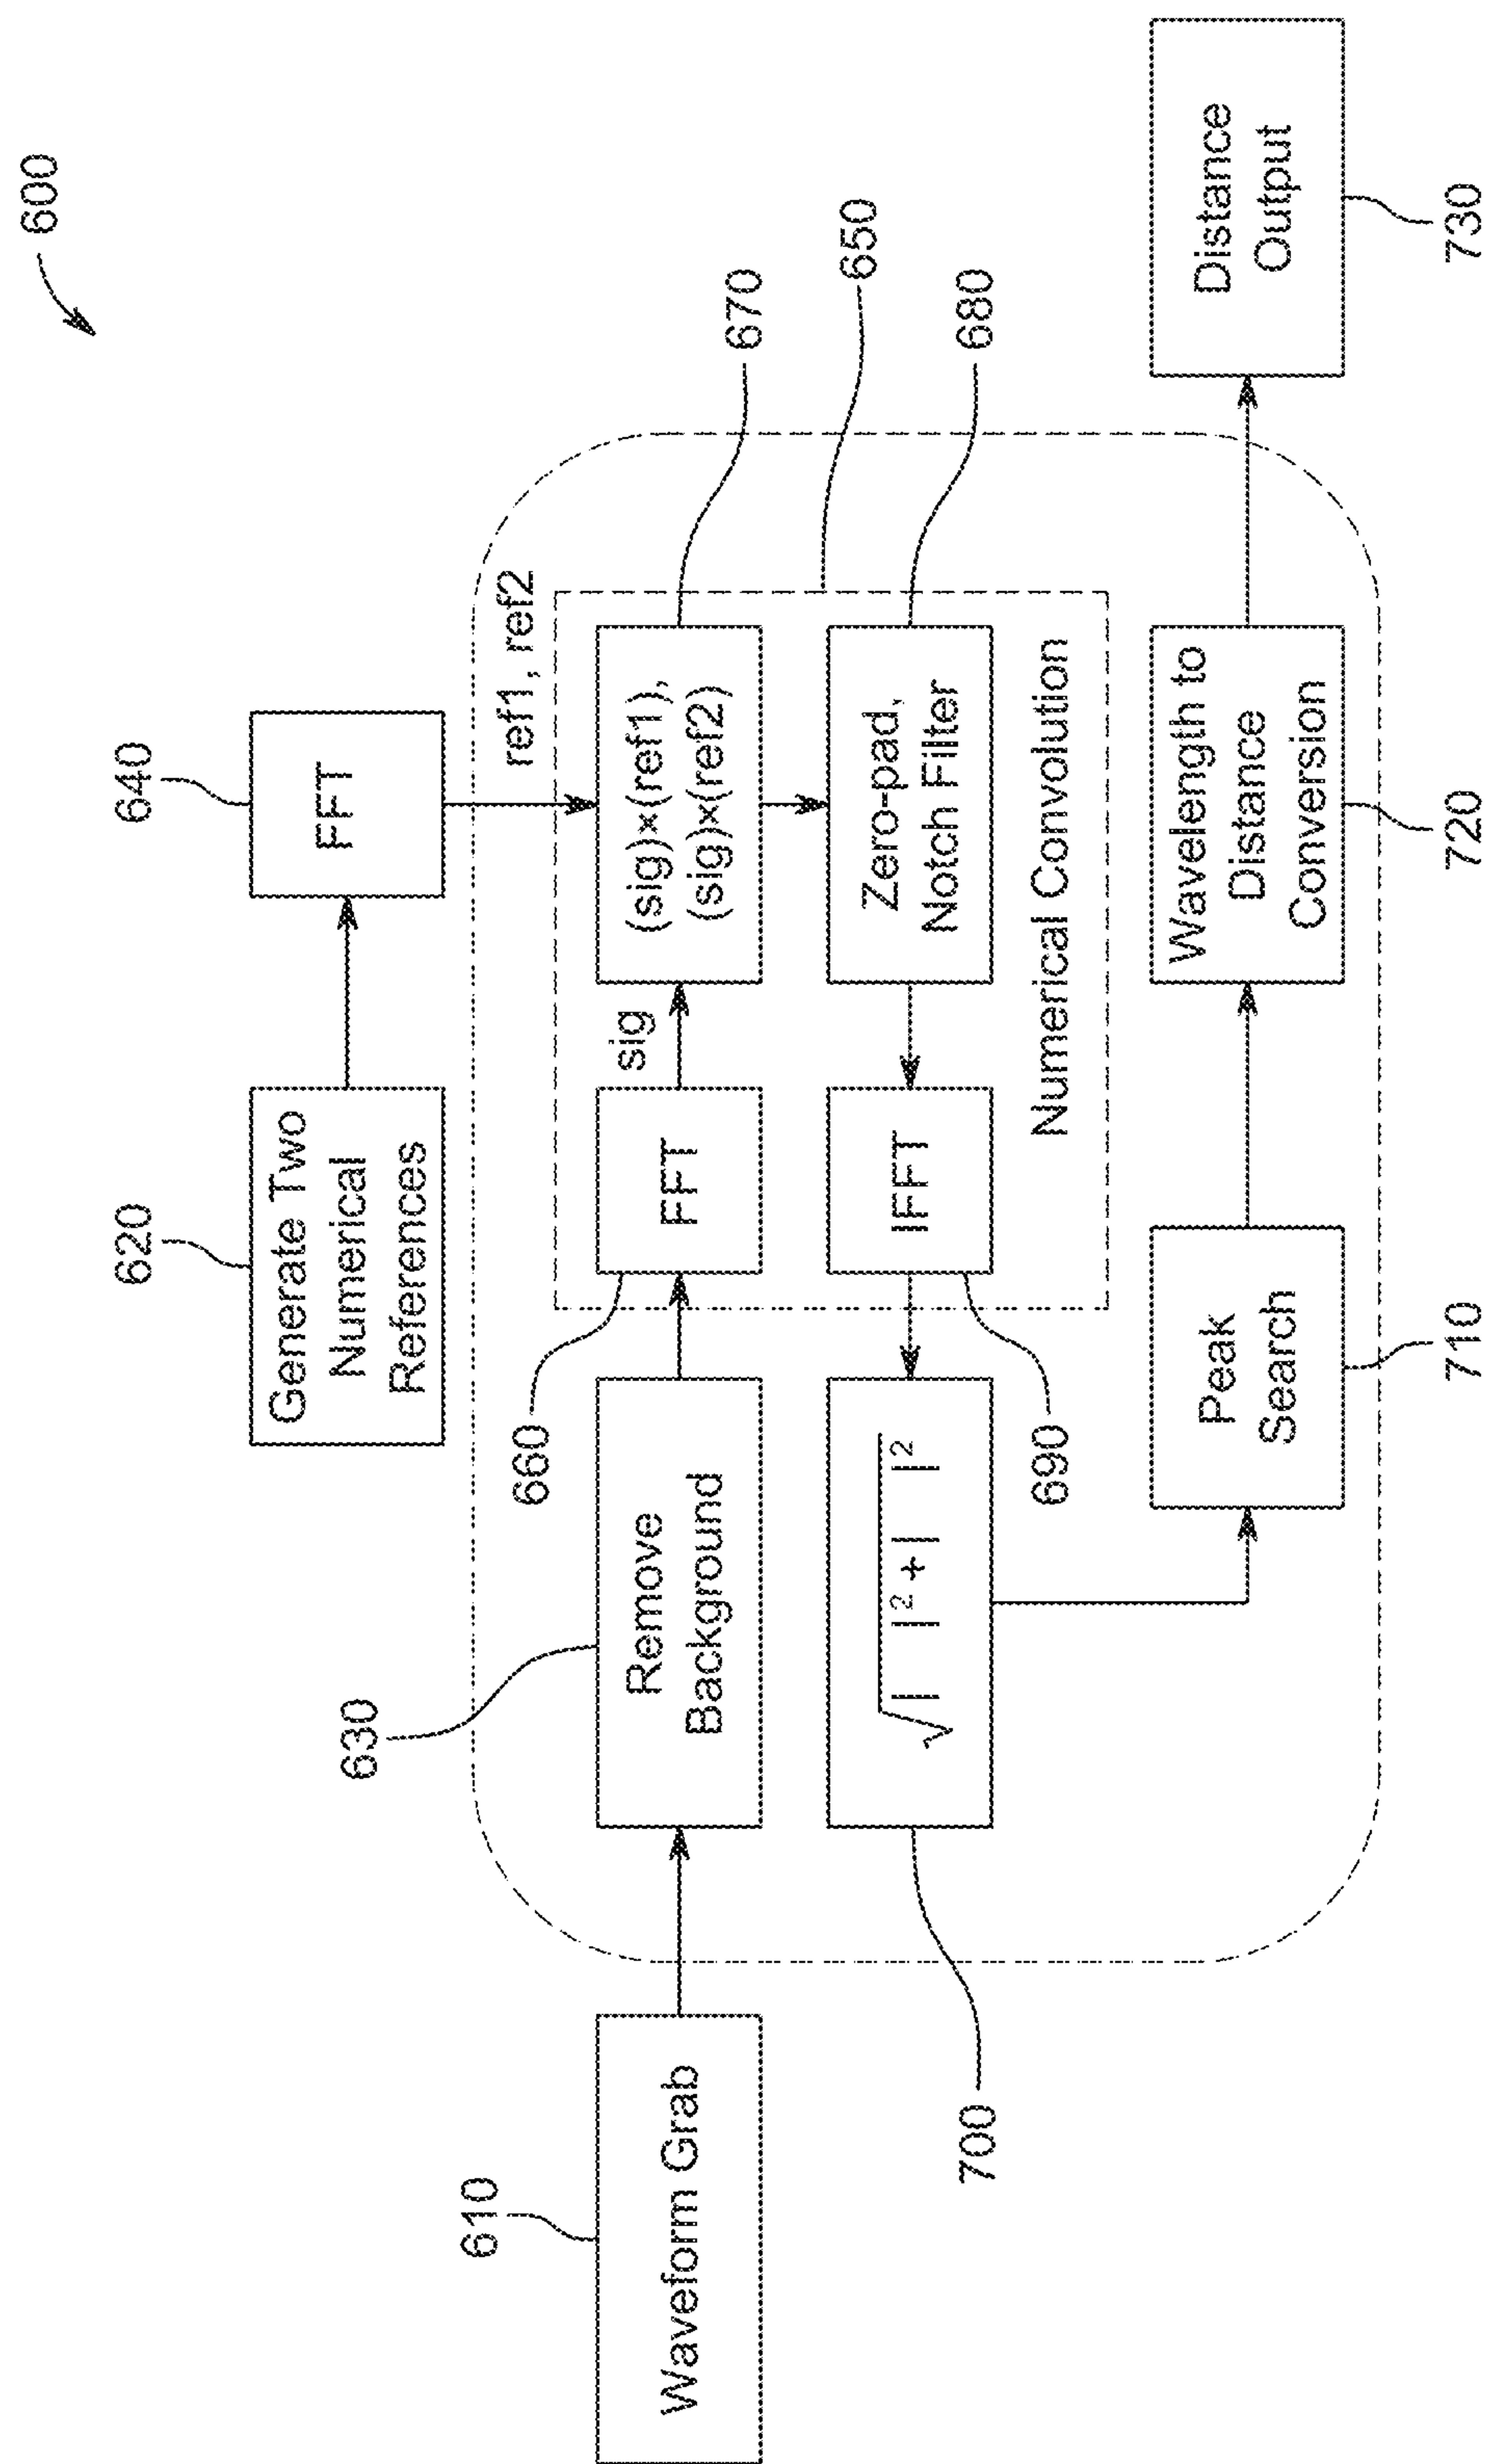 600
620
Generate Two
Numerical
References
640
FFT
ref1, ref2
610
Waveform Grab
630
Remove
Background
660
FFT
sig
(sig)×(ref1),
(sig)×(ref2)
670
650
700
√| |²+| |²
690
IFFT
Zero-pad,
Notch Filter
680
Numerical Convolution
Peak
Search
710
Wavelength to
Distance
Conversion
720
Distance
Output
730